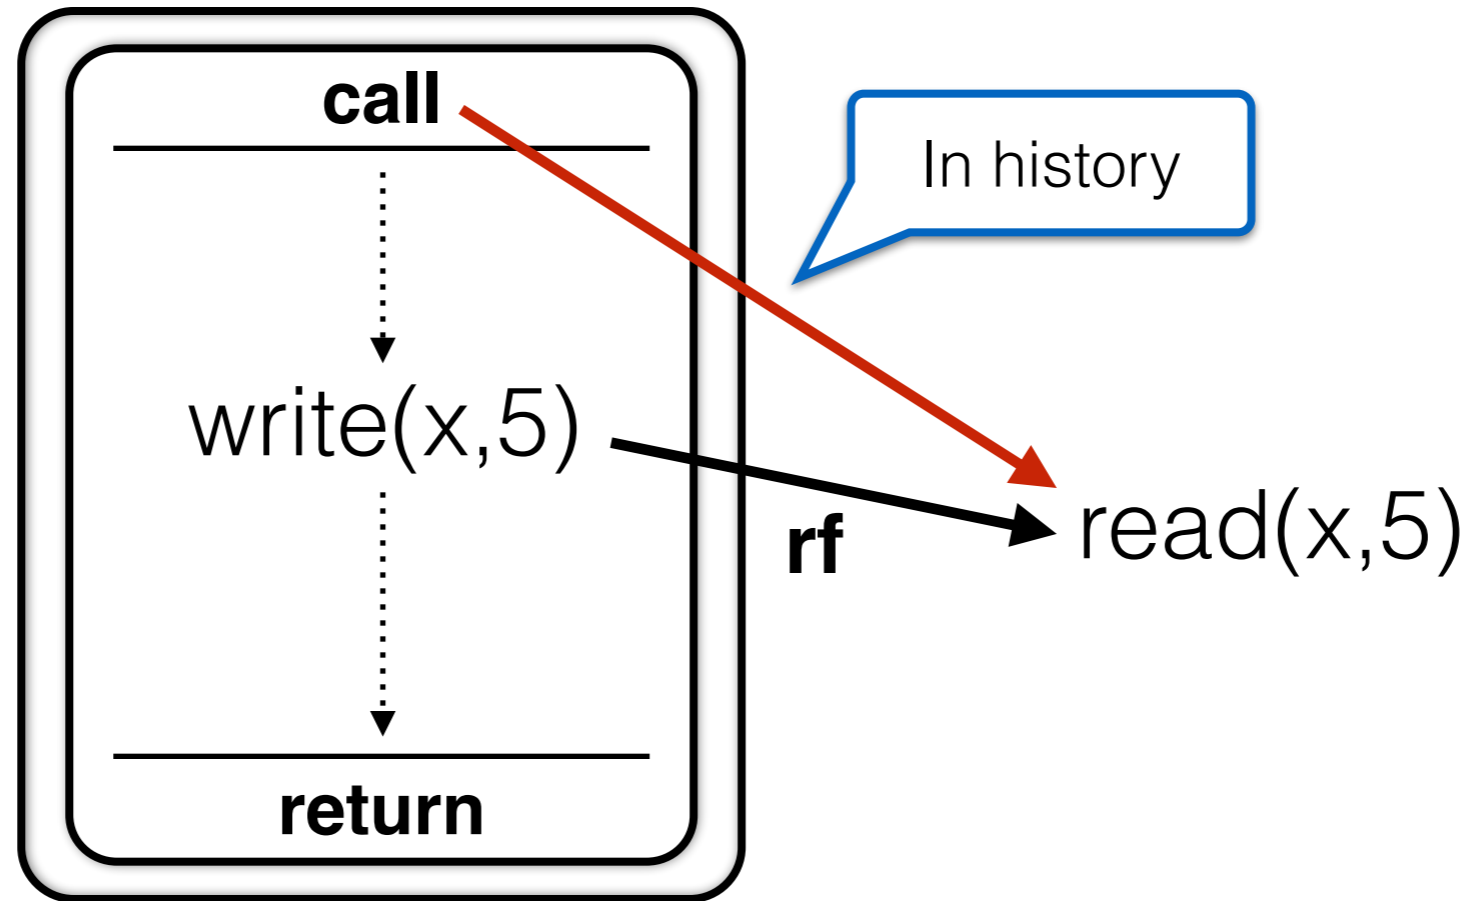 call
In history
write(x,5)
rf
read(x,5)
return